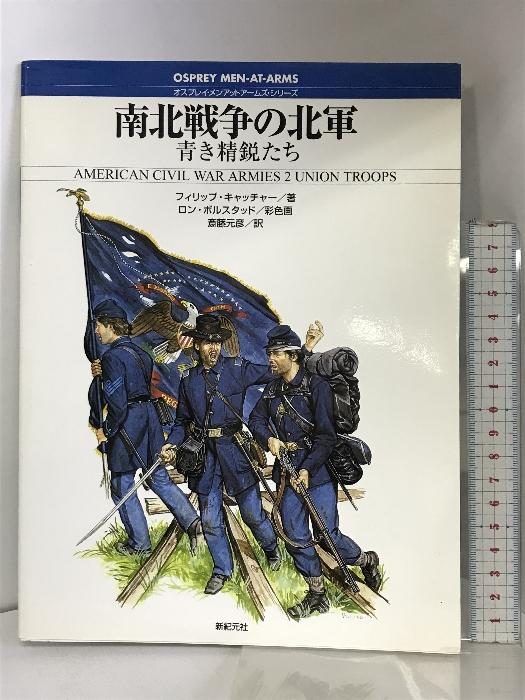 OSPREY MEN-AT-ARMS
オスプレイ・メンアットアームズ・シリーズ
南北戦争の北軍
青き精鋭たち
AMERICAN CIVIL WAR ARMIES 2 UNION TROOPS
フィリップ・キャッチャー/著
ロン・ボルスタッド/彩色画
斎藤元彦/訳
新紀元社